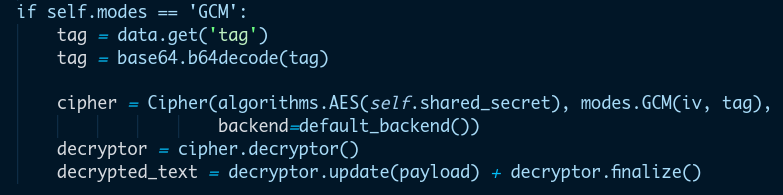 if self.modes == 'GCM':
    tag = data.get('tag')
    tag = base64.b64decode(tag)

    cipher = Cipher(algorithms.AES(self.shared_secret), modes.GCM(iv, tag),
                    backend=default_backend())
    decryptor = cipher.decryptor()
    decrypted_text = decryptor.update(payload) + decryptor.finalize()